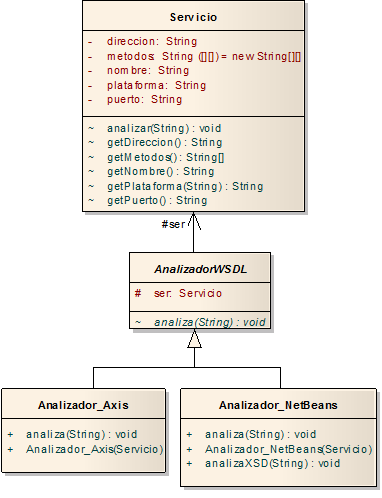 Servicio
- direccion: String
- metodos: String ([][]) = new String[][]
- nombre: String
- plataforma: String
- puerto: String
~ analizar(String) : void
~ getDireccion() : String
~ getMetodos() : String[]
~ getNombre() : String
~ getPlataforma(String) : String
~ getPuerto() : String
#ser
AnalizadorWSDL
# ser: Servicio
~ analiza(String) : void
Analizador_Axis
+ analiza(String) : void
+ Analizador_Axis(Servicio)
Analizador_NetBeans
+ analiza(String) : void
+ Analizador_NetBeans(Servicio)
+ analizaXSD(String) : void